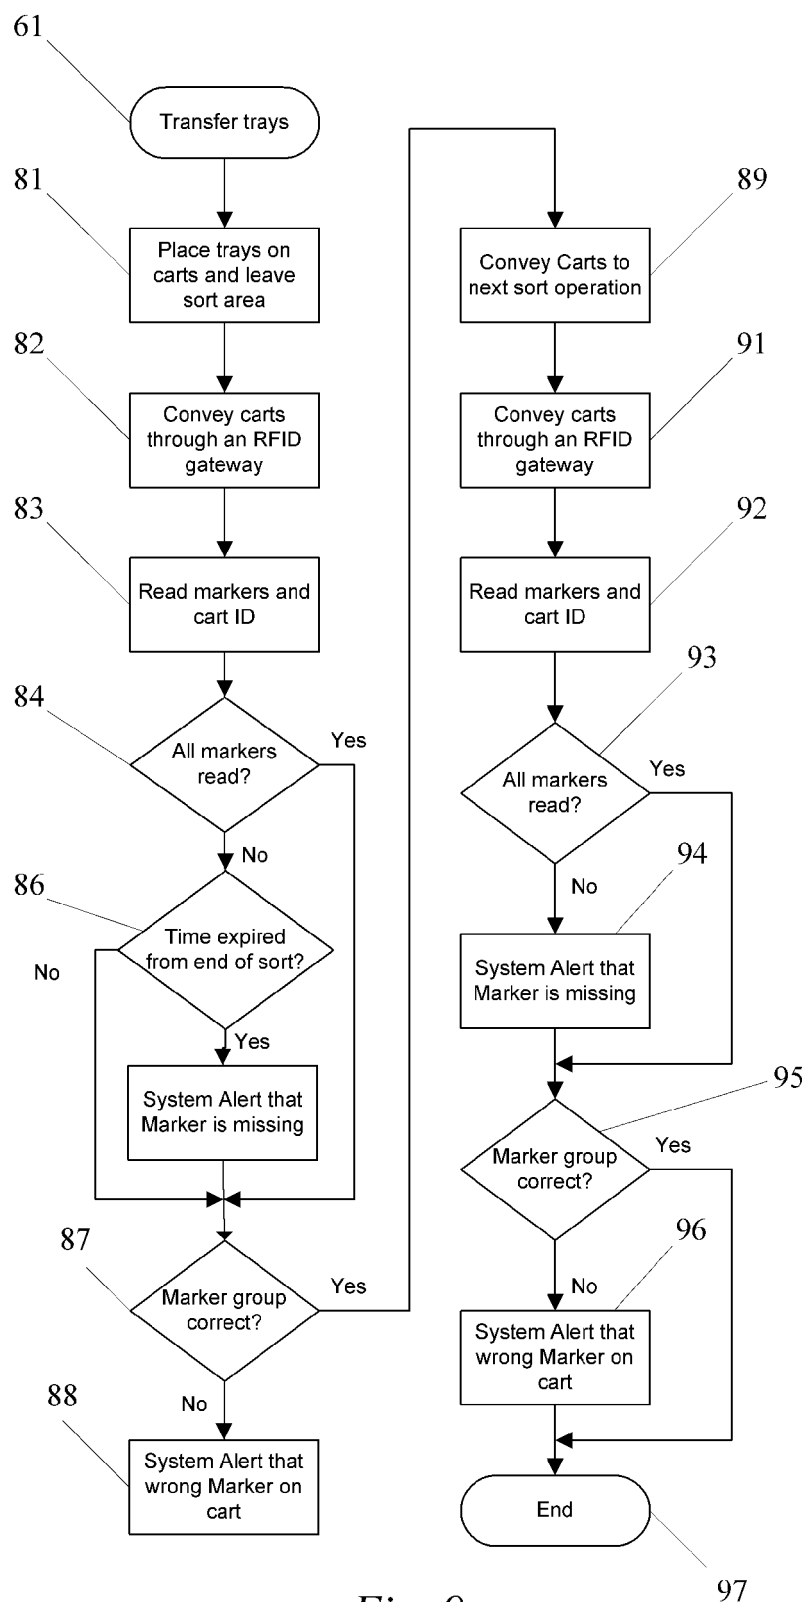 61
Transfer trays
81
Place trays on
carts and leave
sort area
82
Convey carts
through an RFID
gateway
83
Read markers and
cart ID
84
All markers
read?
Yes
No
86
Time expired
from end of sort?
No
Yes
System Alert that
Marker is missing
87
Marker group
correct?
Yes
No
88
System Alert that
wrong Marker on
cart
89
Convey Carts to
next sort operation
91
Convey carts
through an RFID
gateway
92
Read markers and
cart ID
93
All markers
read?
Yes
No
94
System Alert that
Marker is missing
95
Marker group
correct?
Yes
No
96
System Alert that
wrong Marker on
cart
End
97